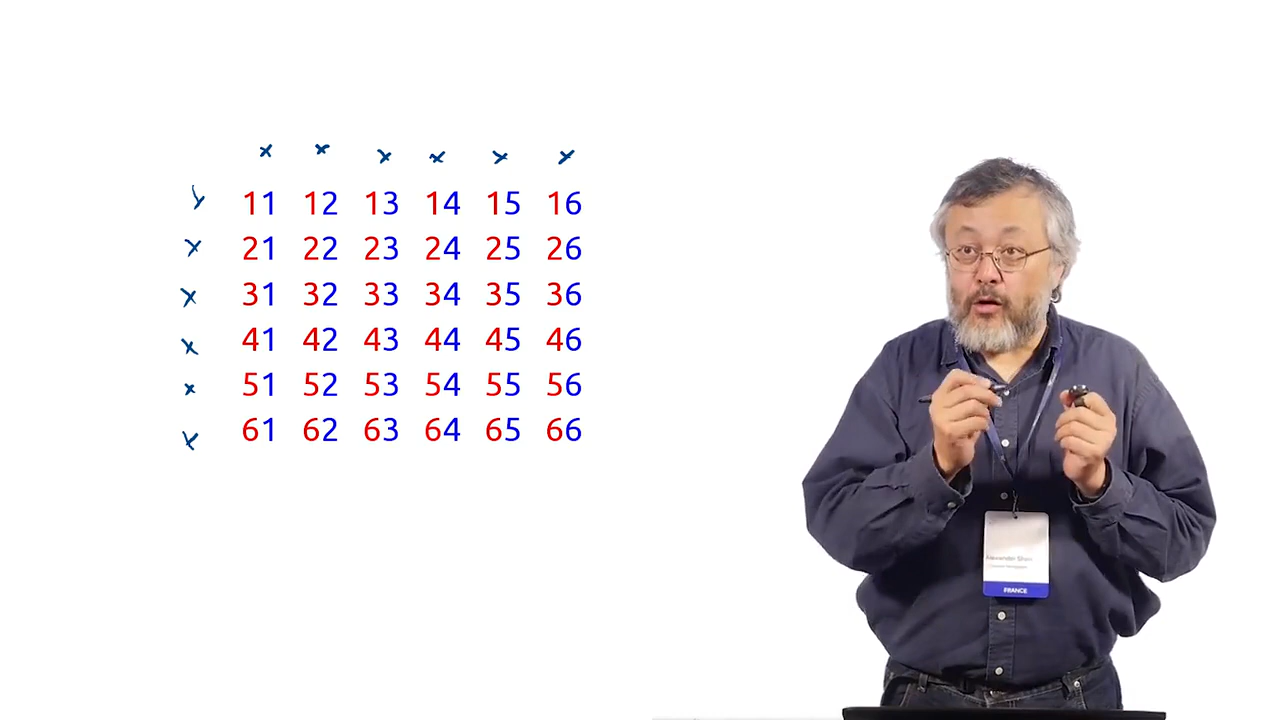 x x x x x x
x 11 12 13 14 15 16
x 21 22 23 24 25 26
x 31 32 33 34 35 36
x 41 42 43 44 45 46
x 51 52 53 54 55 56
x 61 62 63 64 65 66
Alexander
FRANCE